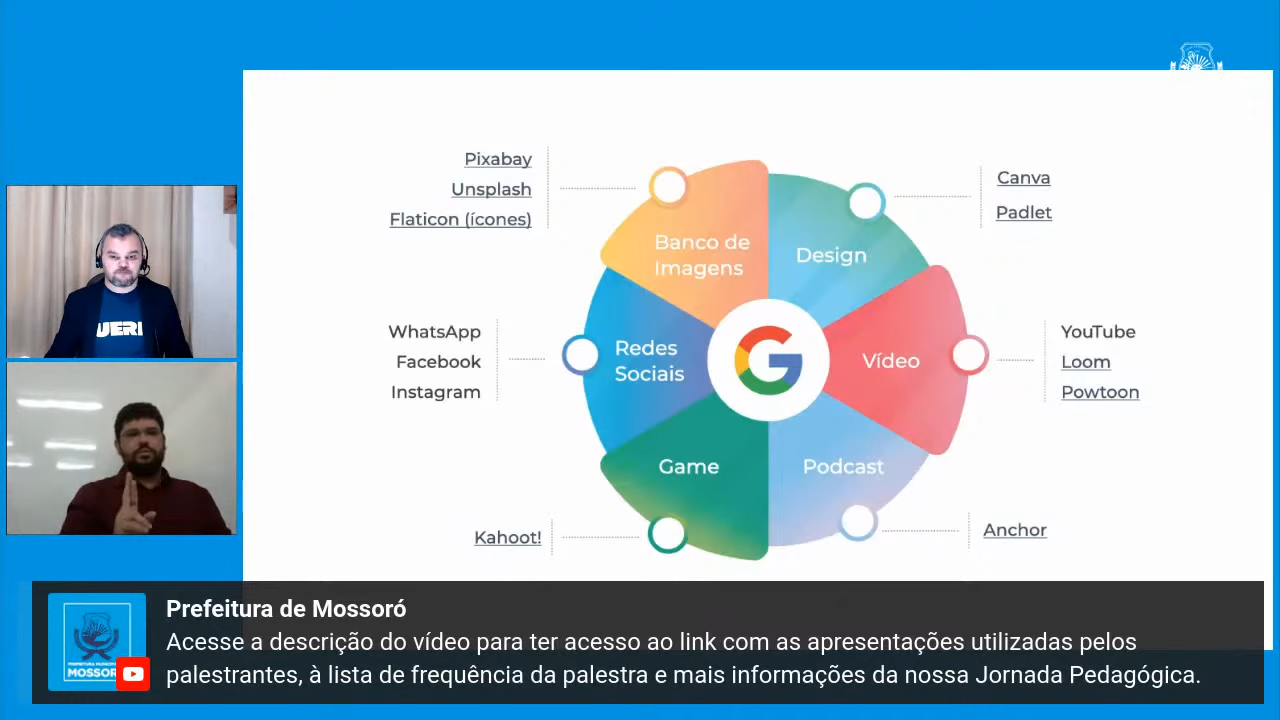 Pixabay
Unsplash
Flaticon (ícones)
Canva
Padlet
Banco de
Imagens
Design
WhatsApp
Facebook
Instagram
Redes
Sociais
G
Vídeo
YouTube
Loom
Powtoon
Game
Podcast
Kahoot!
Anchor
UERN
Prefeitura de Mossoró
Acesse a descrição do vídeo para ter acesso ao link com as apresentações utilizadas pelos
palestrantes, à lista de frequência da palestra e mais informações da nossa Jornada Pedagógica.